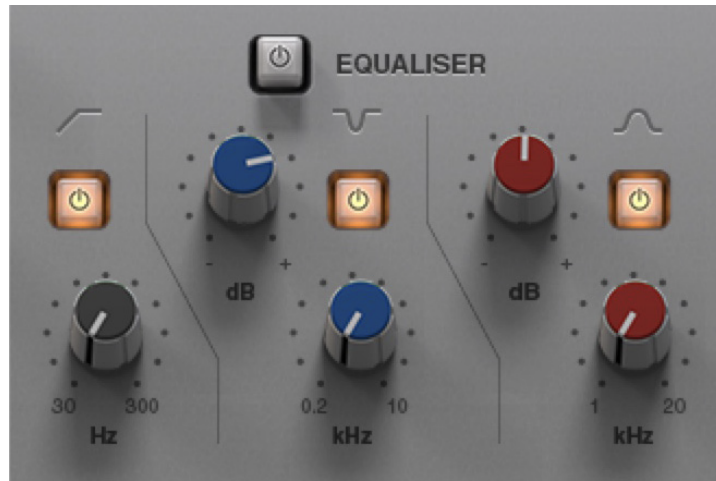 EQUALISER
- +
dB
- +
dB
30 300
Hz
0.2 10
kHz
1 20
kHz